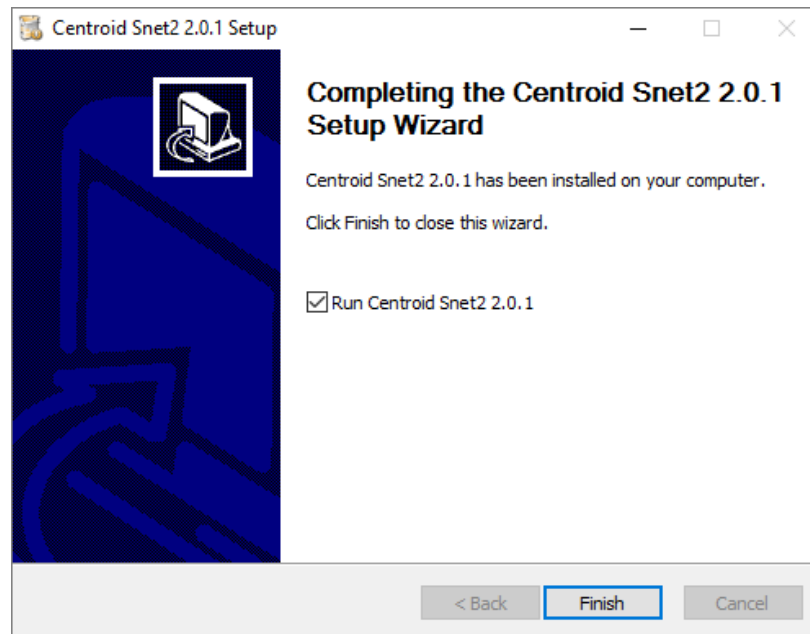 Centroid Snet2 2.0.1 Setup
Completing the Centroid Snet2 2.0.1
Setup Wizard
Centroid Snet2 2.0.1 has been installed on your computer.
Click Finish to close this wizard.
Run Centroid Snet2 2.0.1
< Back Finish Cancel